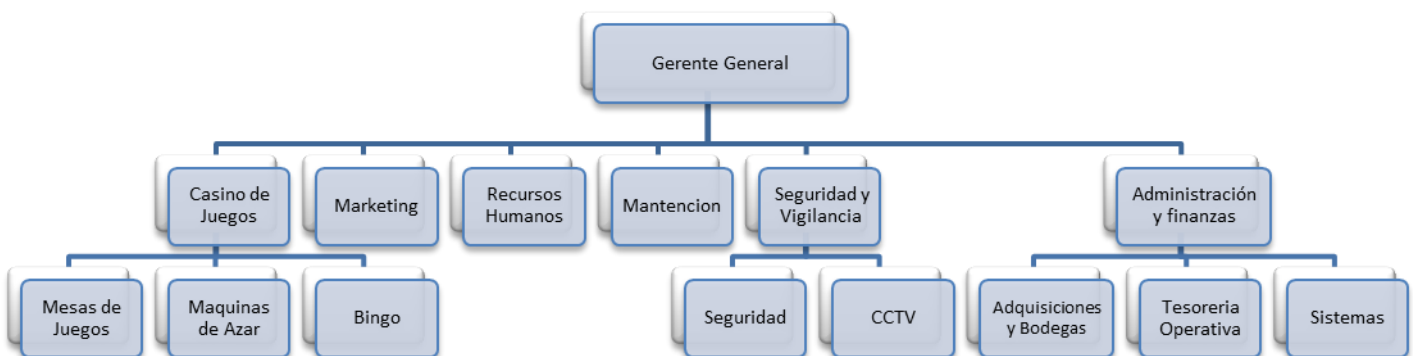 Gerente General
Casino de
Juegos
Marketing
Recursos
Humanos
Mantencion
Seguridad y
Vigilancia
Administración
y finanzas
Mesas de
Juegos
Maquinas
de Azar
Bingo
Seguridad
CCTV
Adquisiciones
y Bodegas
Tesoreria
Operativa
Sistemas